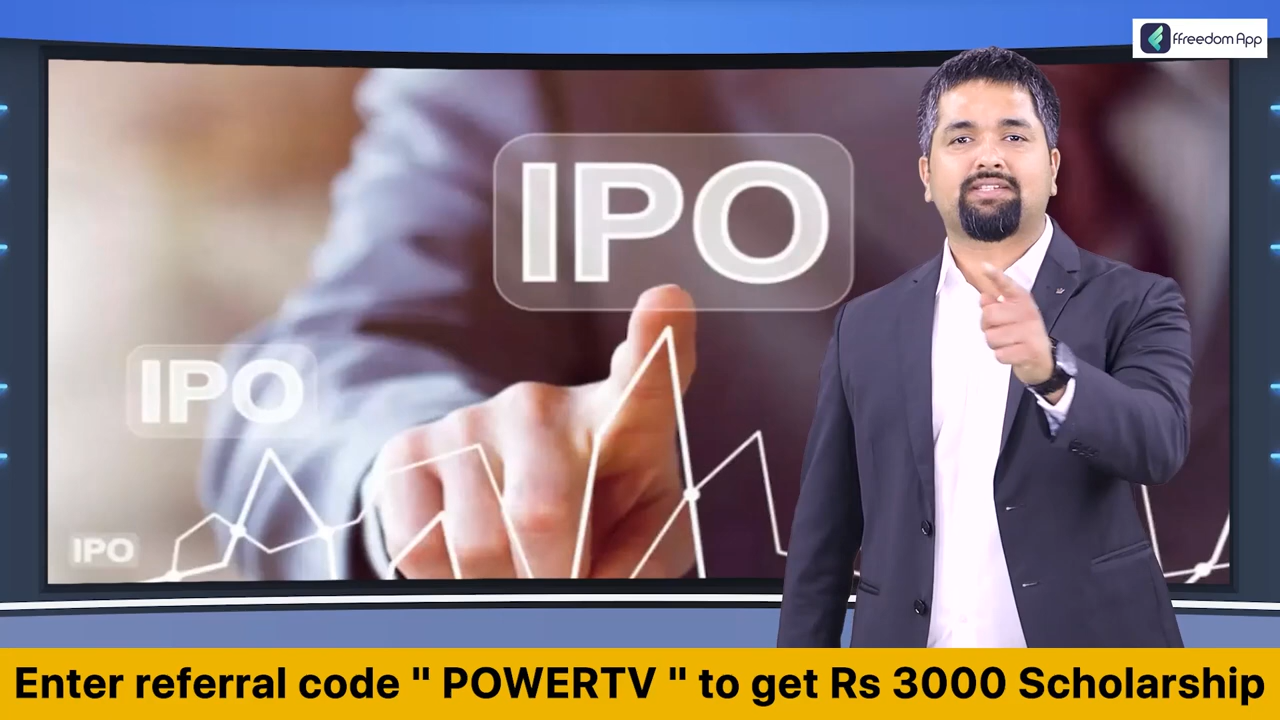 ffreedom App
IPO
IPO
IPO
Enter referral code " POWERTV " to get Rs 3000 Scholarship